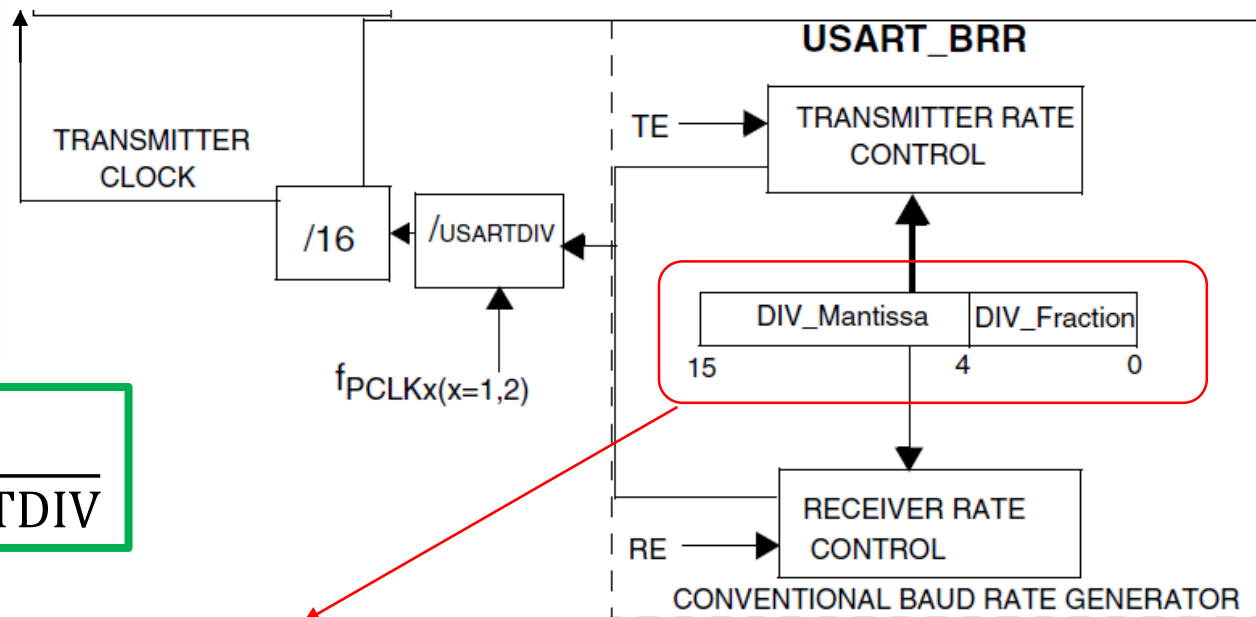 USART_BRR
TE
TRANSMITTER RATE
CONTROL
TRANSMITTER
CLOCK
/16
/USARTDIV
DIV_Mantissa
DIV_Fraction
15
4
0
fPCLKx(x=1,2)
TDIV
RECEIVER RATE
CONTROL
RE
CONVENTIONAL BAUD RATE GENERATOR